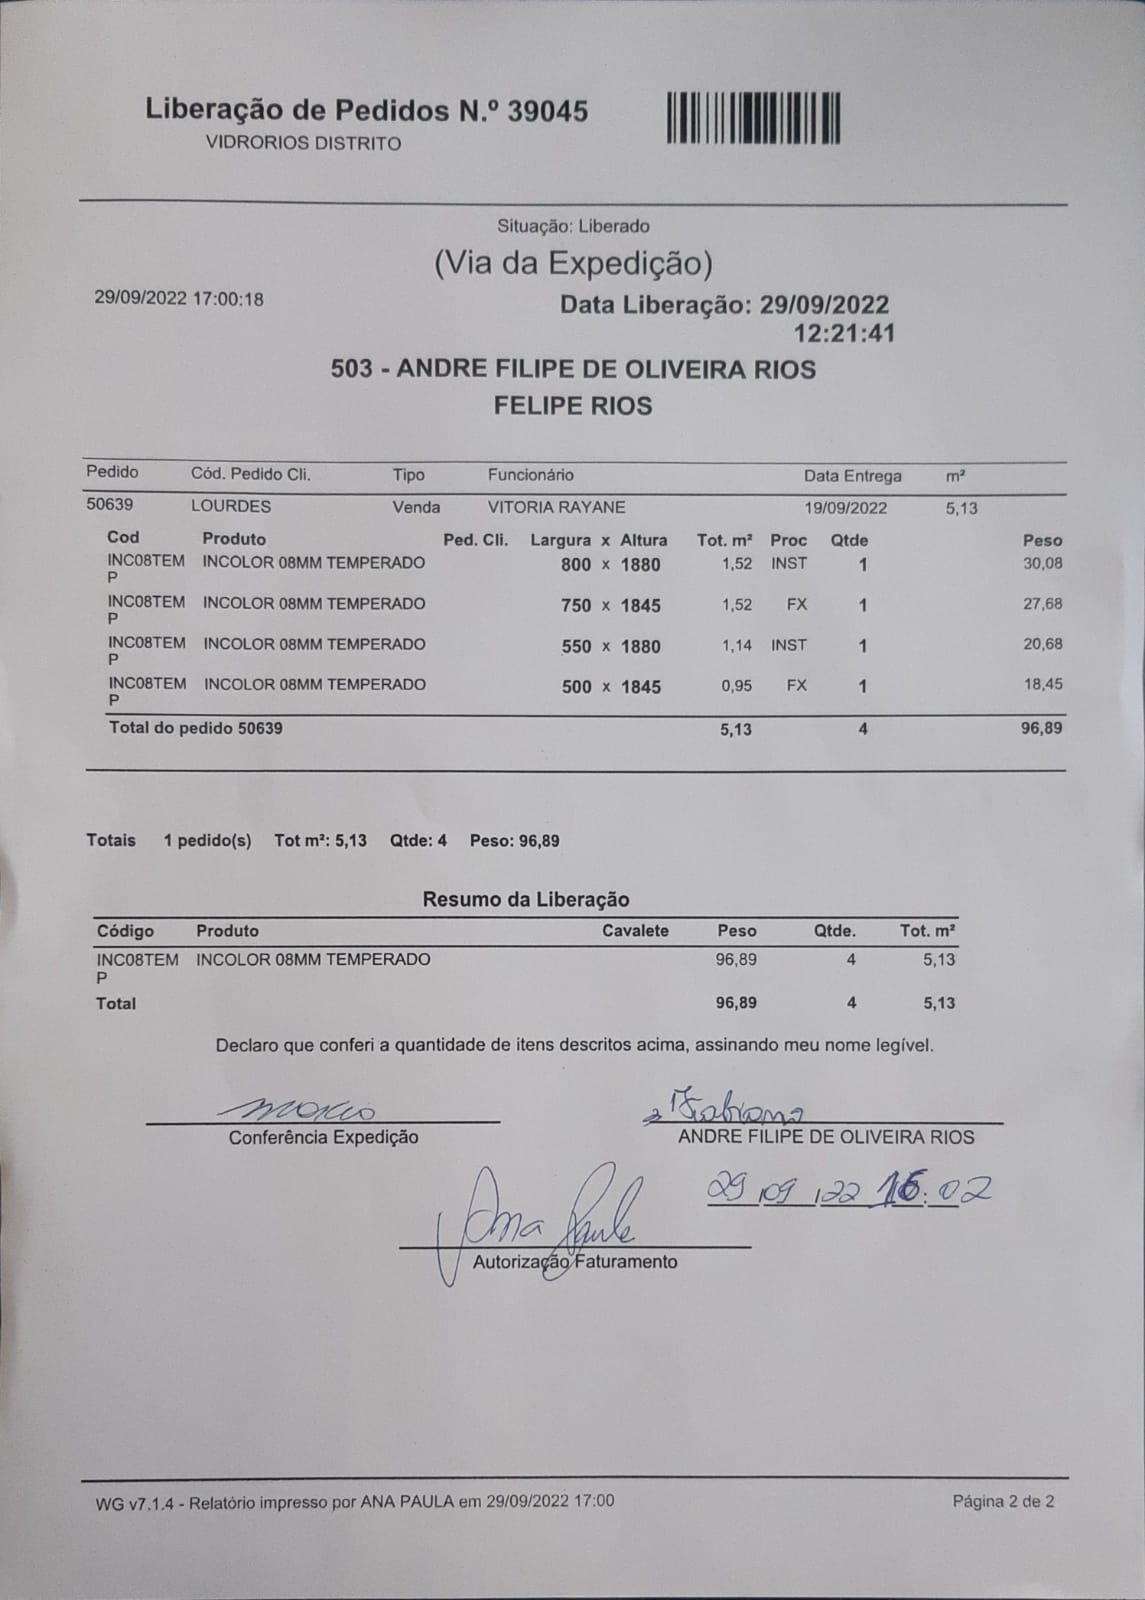 Liberação de Pedidos N.º 39045
VIDRORIOS DISTRITO
Situação: Liberado
(Via da Expedição)
29/09/2022 17:00:18
Data Liberação: 29/09/2022
12:21:41
503 - ANDRE FILIPE DE OLIVEIRA RIOS
FELIPE RIOS
Pedido Cód. Pedido Cli. Tipo Funcionário Data Entrega m²
50639 LOURDES Venda VITORIA RAYANE 19/09/2022 5,13
Cod Produto Ped. Cli. Largura x Altura Tot. m² Proc Qtde Peso
INC08TEM INCOLOR 08MM TEMPERADO 800 x 1880 1,52 INST 1 30,08
P
INC08TEM INCOLOR 08MM TEMPERADO 750 x 1845 1,52 FX 1 27,68
P
INC08TEM INCOLOR 08MM TEMPERADO 550 x 1880 1,14 INST 1 20,68
P
INC08TEM INCOLOR 08MM TEMPERADO 500 x 1845 0,95 FX 1 18,45
P
Total do pedido 50639 5,13 4 96,89
Totais 1 pedido(s) Tot m²: 5,13 Qtde: 4 Peso: 96,89
Resumo da Liberação
Código Produto Cavalete Peso Qtde. Tot. m²
INC08TEM INCOLOR 08MM TEMPERADO 96,89 4 5,13
P
Total 96,89 4 5,13
Declaro que conferi a quantidade de itens descritos acima, assinando meu nome legível.
Fabiano
Conferência Expedição ANDRE FILIPE DE OLIVEIRA RIOS
29/09/22 16:02
Ana Paula
Autorização Faturamento
WG v7.1.4 - Relatório impresso por ANA PAULA em 29/09/2022 17:00 Página 2 de 2